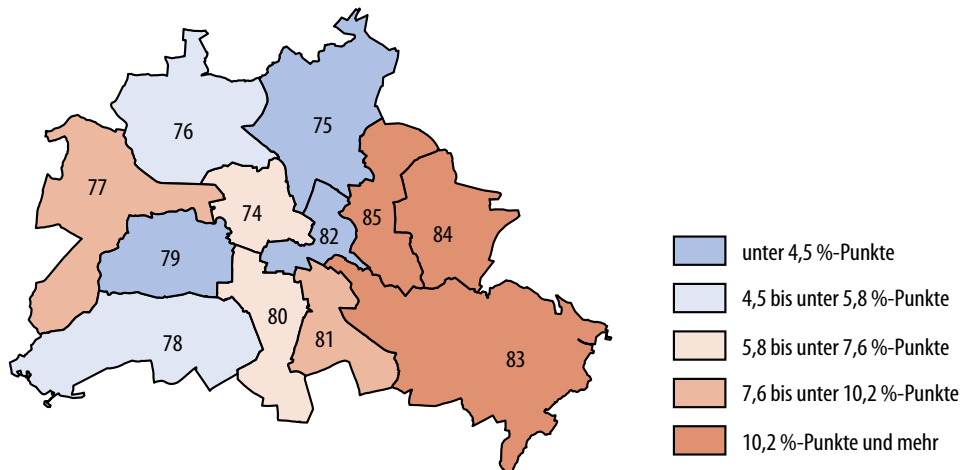 75
76
77
74
85
82
84
79
80
81
78
83
unter 4,5 %-Punkte
4,5 bis unter 5,8 %-Punkte
5,8 bis unter 7,6 %-Punkte
7,6 bis unter 10,2 %-Punkte
10,2 %-Punkte und mehr